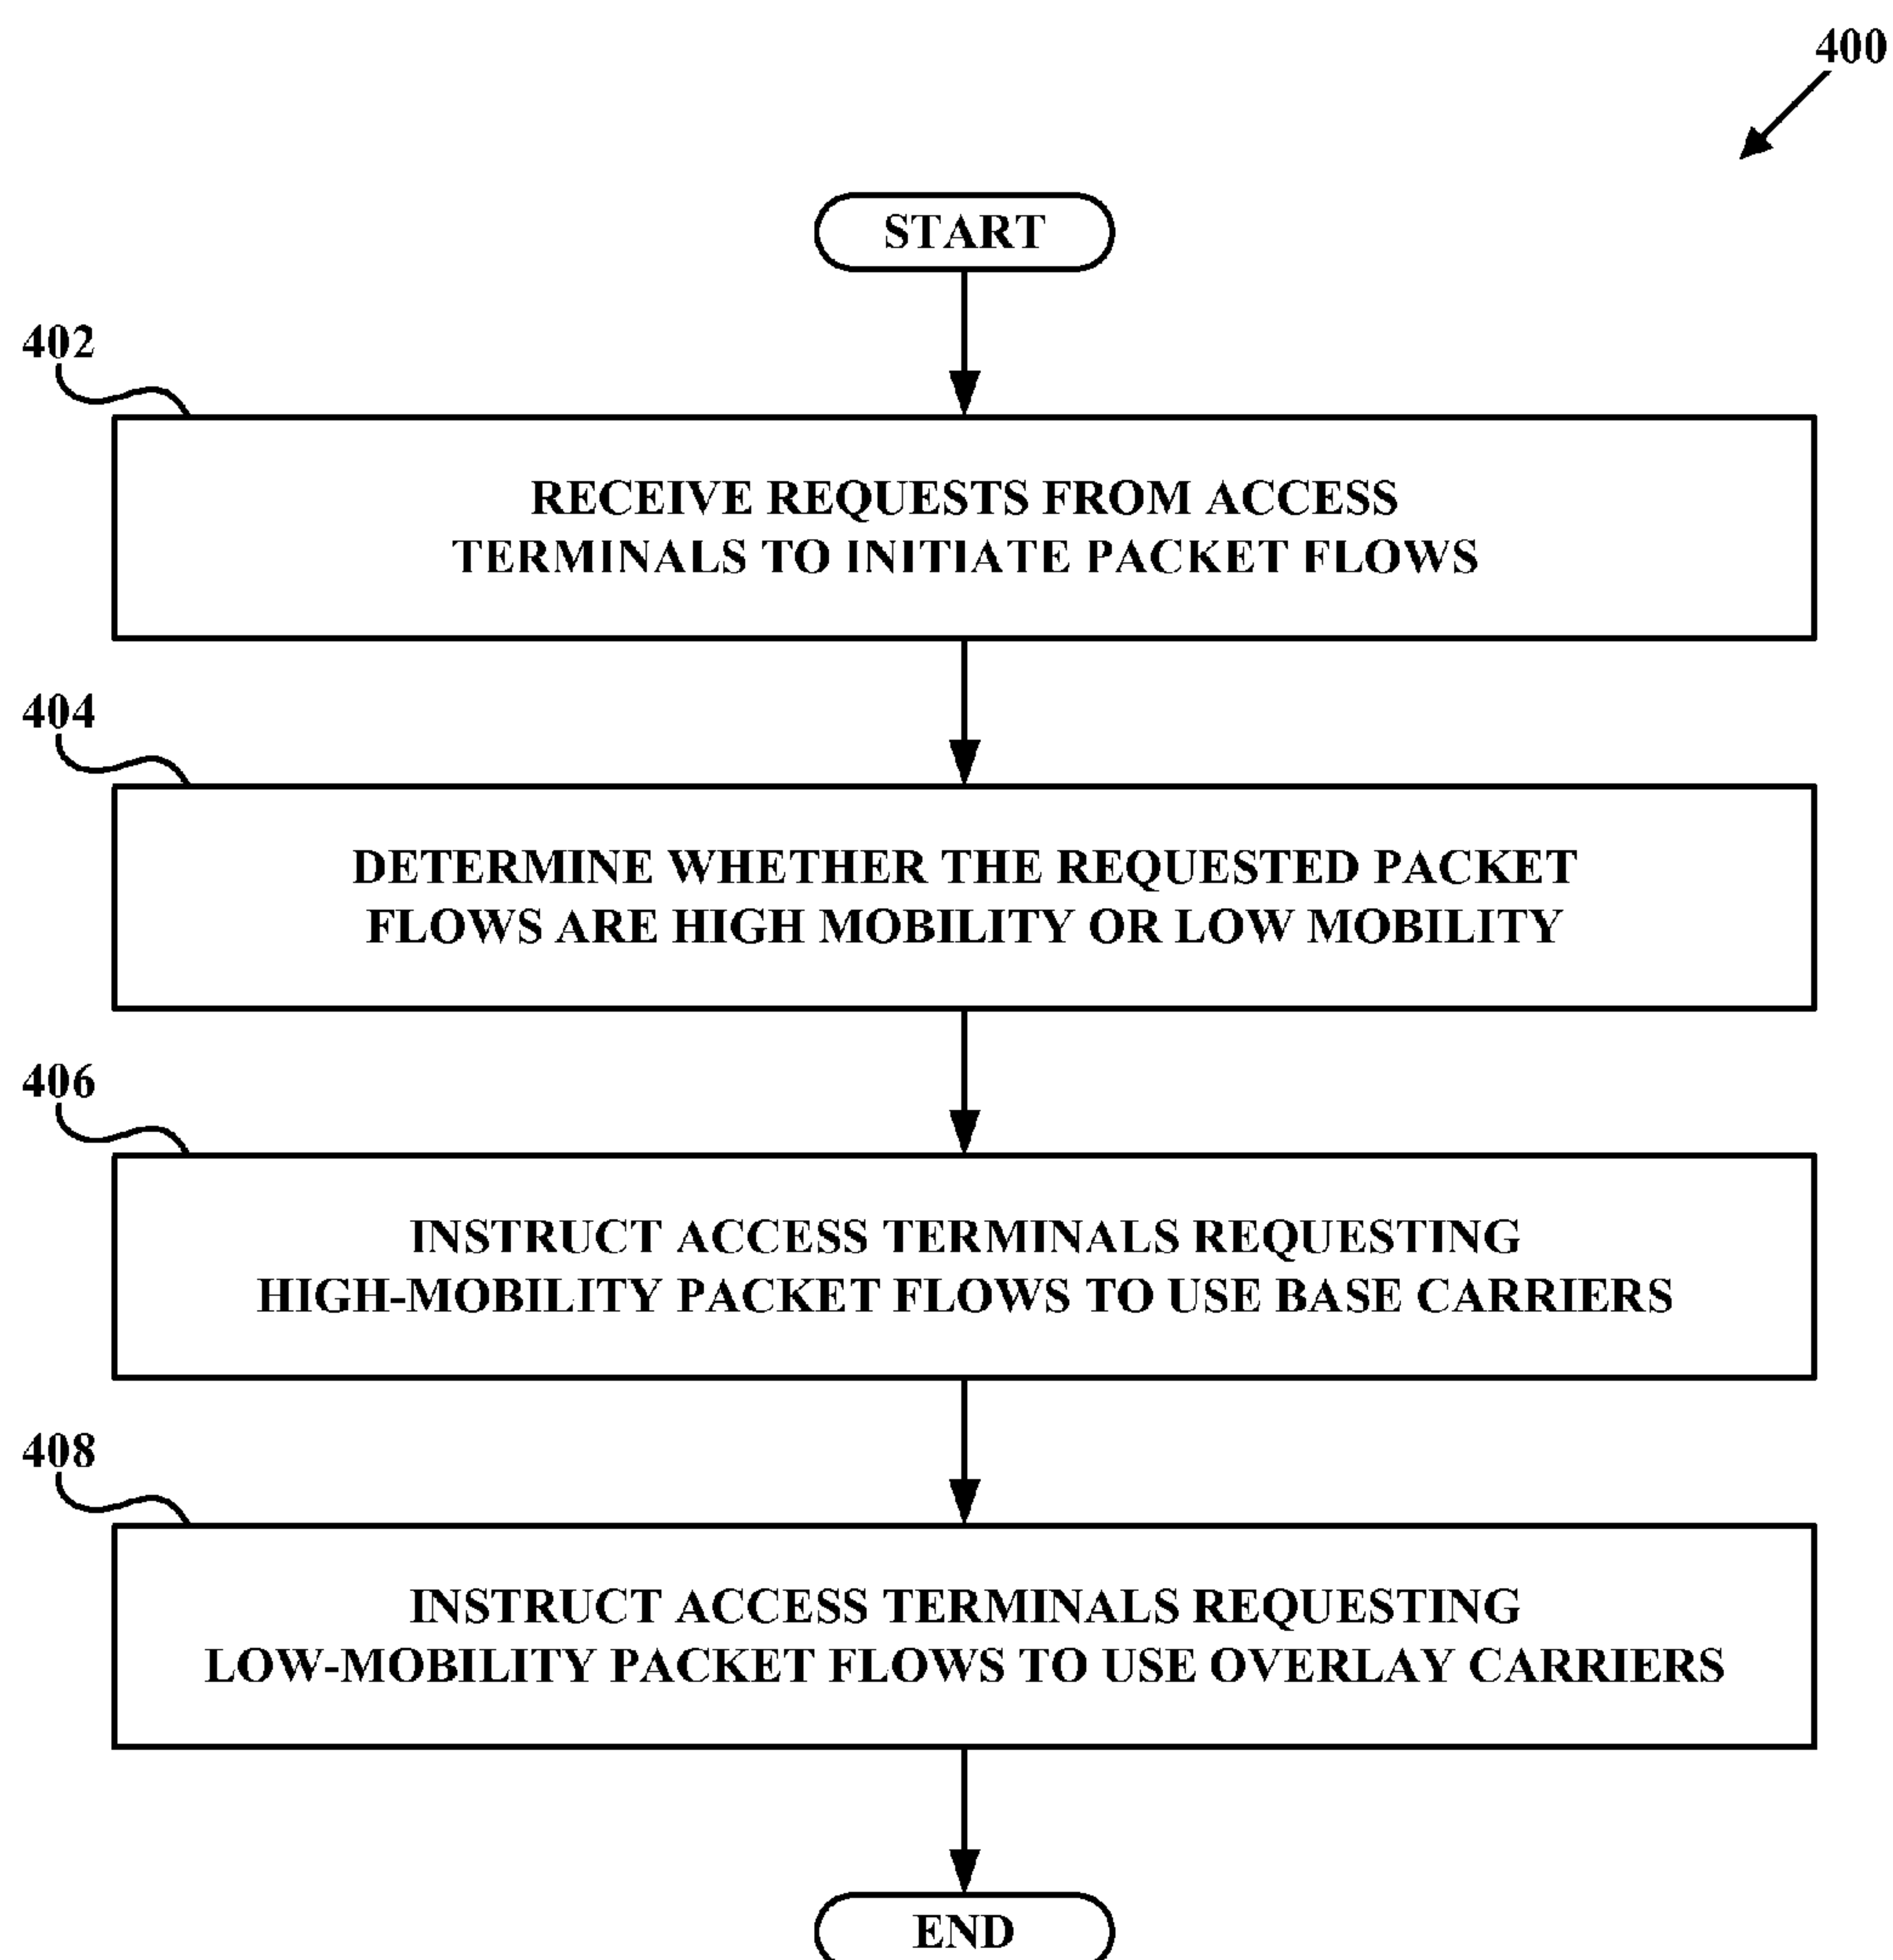 400
START
402
RECEIVE REQUESTS FROM ACCESS
TERMINALS TO INITIATE PACKET FLOWS
404
DETERMINE WHETHER THE REQUESTED PACKET
FLOWS ARE HIGH MOBILITY OR LOW MOBILITY
406
INSTRUCT ACCESS TERMINALS REQUESTING
HIGH-MOBILITY PACKET FLOWS TO USE BASE CARRIERS
408
INSTRUCT ACCESS TERMINALS REQUESTING
LOW-MOBILITY PACKET FLOWS TO USE OVERLAY CARRIERS
END